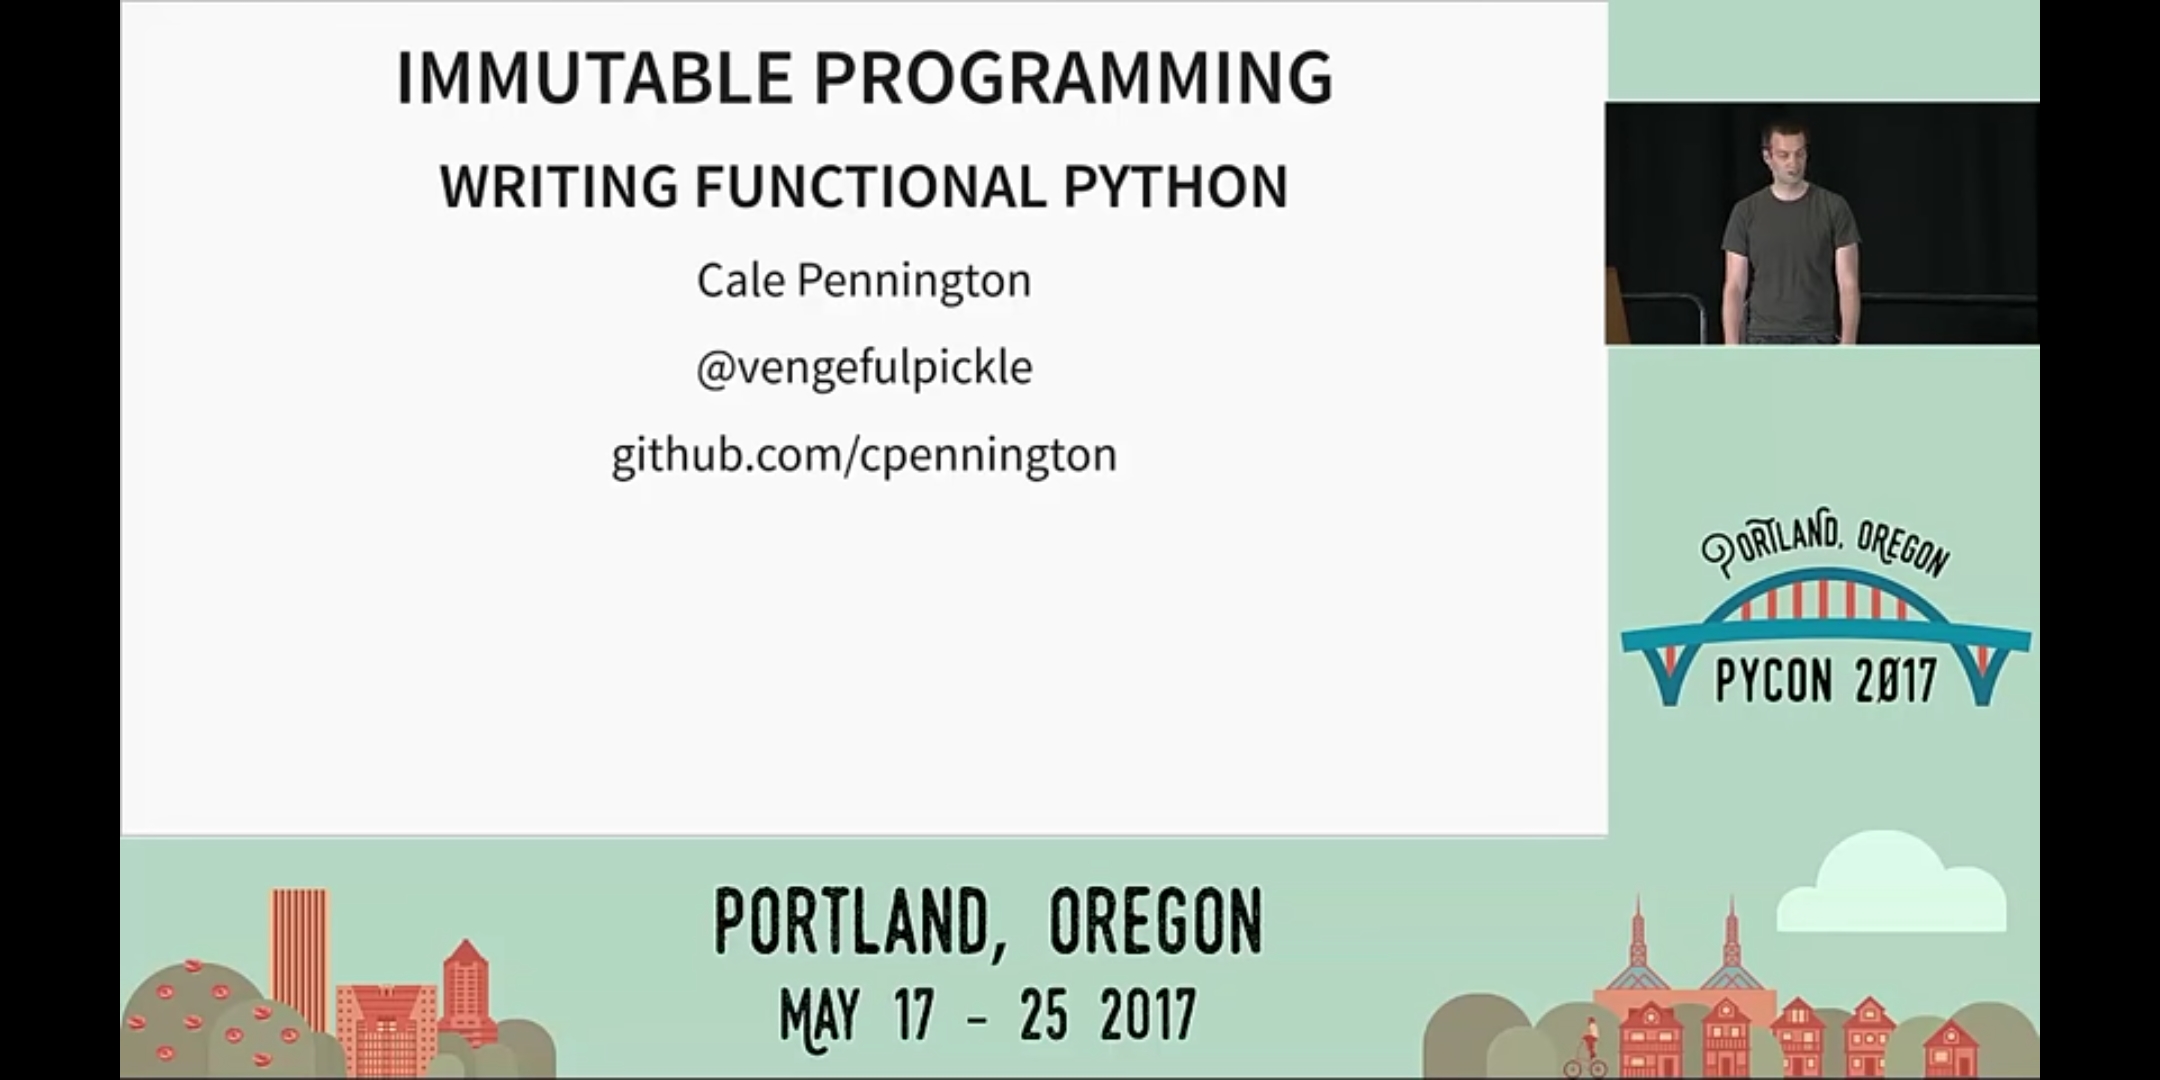 IMMUTABLE PROGRAMMING
WRITING FUNCTIONAL PYTHON
Cale Pennington
@vengefulpickle
github.com/cpennington
PORTLAND, OREGON
PYCON 2017
PORTLAND, OREGON
MAY 17 - 25 2017